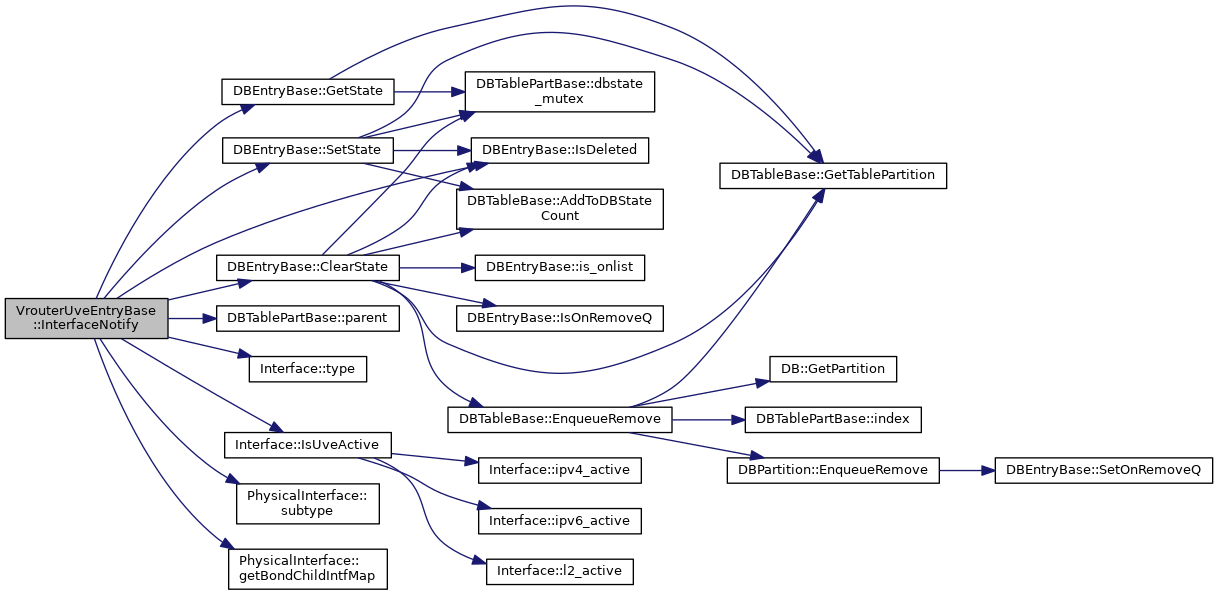 VrouterUveEntryBase
::InterfaceNotify
DBEntryBase::GetState
DBEntryBase::SetState
DBEntryBase::ClearState
DBTablePartBase::parent
Interface::type
Interface::IsUveActive
PhysicalInterface::
subtype
PhysicalInterface::
getBondChildIntfMap
DBTablePartBase::dbstate
_mutex
DBEntryBase::IsDeleted
DBTableBase::AddToDBState
Count
DBEntryBase::is_onlist
DBEntryBase::IsOnRemoveQ
DBTableBase::EnqueueRemove
Interface::ipv4_active
Interface::ipv6_active
Interface::l2_active
DBTableBase::GetTablePartition
DB::GetPartition
DBTablePartBase::index
DBPartition::EnqueueRemove
DBEntryBase::SetOnRemoveQ